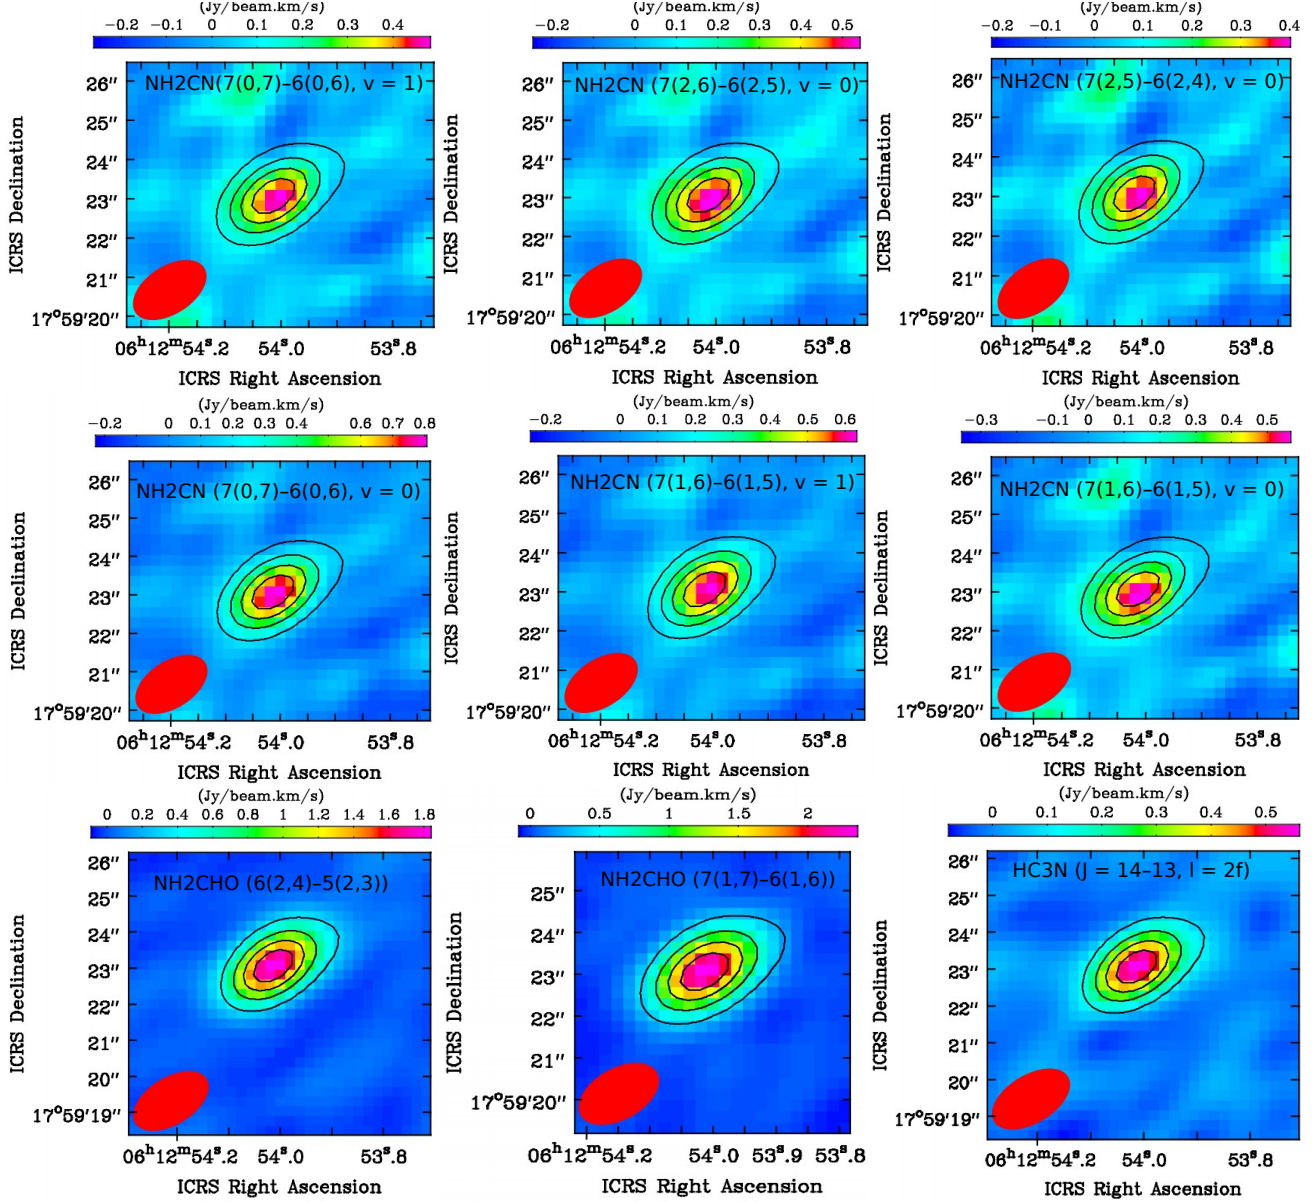 (Jy/beam.km/s) (Jy/beam.km/s) (Jy/beam.km/s)
−0.2 −0.1 0 0.1 0.2 0.3 0.4 −0.2 −0.1 0 0.1 0.2 0.3 0.4 0.5 −0.2 −0.1 0 0.1 0.2 0.3 0.4
NH2CN(7(0,7)–6(0,6), v = 1) NH2CN (7(2,6)–6(2,5), v = 0) NH2CN (7(2,5)–6(2,4), v = 0)
26″ 26″ 26″
25″ 25″ 25″
24″ 24″ 24″
23″ 23″ 23″
22″ 22″ 22″
21″ 21″ 21″
17°59′20″ 17°59′20″ 17°59′20″
ICRS Declination ICRS Declination ICRS Declination
06ʰ12ᵐ54ˢ.2 54ˢ.0 53ˢ.8 06ʰ12ᵐ54ˢ.2 54ˢ.0 53ˢ.8 06ʰ12ᵐ54ˢ.2 54ˢ.0 53ˢ.8
ICRS Right Ascension ICRS Right Ascension ICRS Right Ascension
(Jy/beam.km/s) (Jy/beam.km/s) (Jy/beam.km/s)
−0.2 0 0.1 0.2 0.3 0.4 0.6 0.7 0.8 −0.2 0 0.1 0.2 0.3 0.4 0.5 0.6 −0.3 −0.1 0 0.1 0.2 0.3 0.4 0.5
NH2CN (7(0,7)–6(0,6), v = 0) NH2CN (7(1,6)–6(1,5), v = 1) NH2CN (7(1,6)–6(1,5), v = 0)
26″ 26″ 26″
25″ 25″ 25″
24″ 24″ 24″
23″ 23″ 23″
22″ 22″ 22″
21″ 21″ 21″
17°59′20″ 17°59′20″ 17°59′20″
ICRS Declination ICRS Declination ICRS Declination
06ʰ12ᵐ54ˢ.2 54ˢ.0 53ˢ.8 06ʰ12ᵐ54ˢ.2 54ˢ.0 53ˢ.8 06ʰ12ᵐ54ˢ.2 54ˢ.0 53ˢ.8
ICRS Right Ascension ICRS Right Ascension ICRS Right Ascension
(Jy/beam.km/s) (Jy/beam.km/s) (Jy/beam.km/s)
0 0.2 0.4 0.6 0.8 1 1.2 1.4 1.6 1.8 0 0.5 1 1.5 2 0 0.1 0.2 0.3 0.4 0.5
NH2CHO (6(2,4)–5(2,3)) NH2CHO (7(1,7)–6(1,6)) HC3N (J = 14–13, l = 2f)
26″ 26″
25″ 25″ 25″
24″ 24″ 24″
23″ 23″ 23″
22″ 22″ 22″
21″ 21″ 21″
20″ 17°59′20″ 20″
17°59′19″ 17°59′19″
ICRS Declination ICRS Declination ICRS Declination
06ʰ12ᵐ54ˢ.2 54ˢ.0 53ˢ.8 06ʰ12ᵐ54ˢ.2 54ˢ.0 53ˢ.9 53ˢ.8 06ʰ12ᵐ54ˢ.2 54ˢ.0 53ˢ.8
ICRS Right Ascension ICRS Right Ascension ICRS Right Ascension